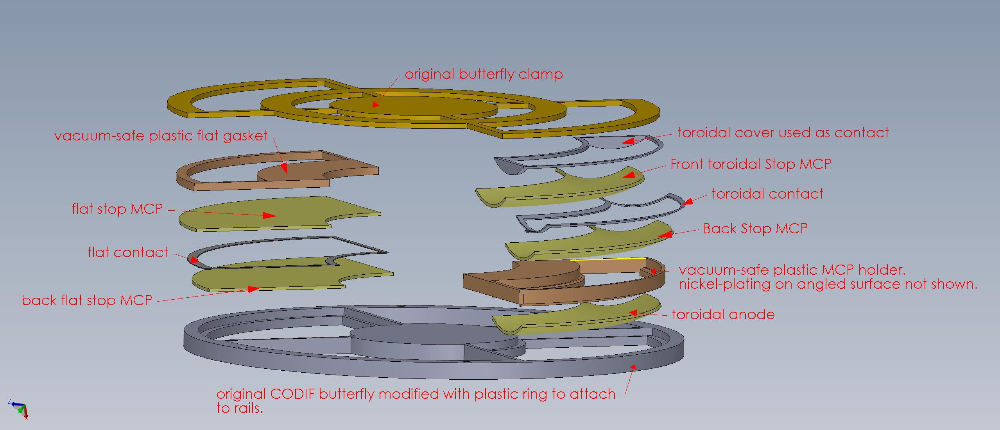 original butterfly clamp
vacuum-safe plastic flat gasket
toroidal cover used as contact
Front toroidal Stop MCP
toroidal contact
flat stop MCP
Back Stop MCP
flat contact
vacuum-safe plastic MCP holder.
nickel-plating on angled surface not shown.
back flat stop MCP
toroidal anode
original CODIF butterfly modified with plastic ring to attach
to rails.
Z
X